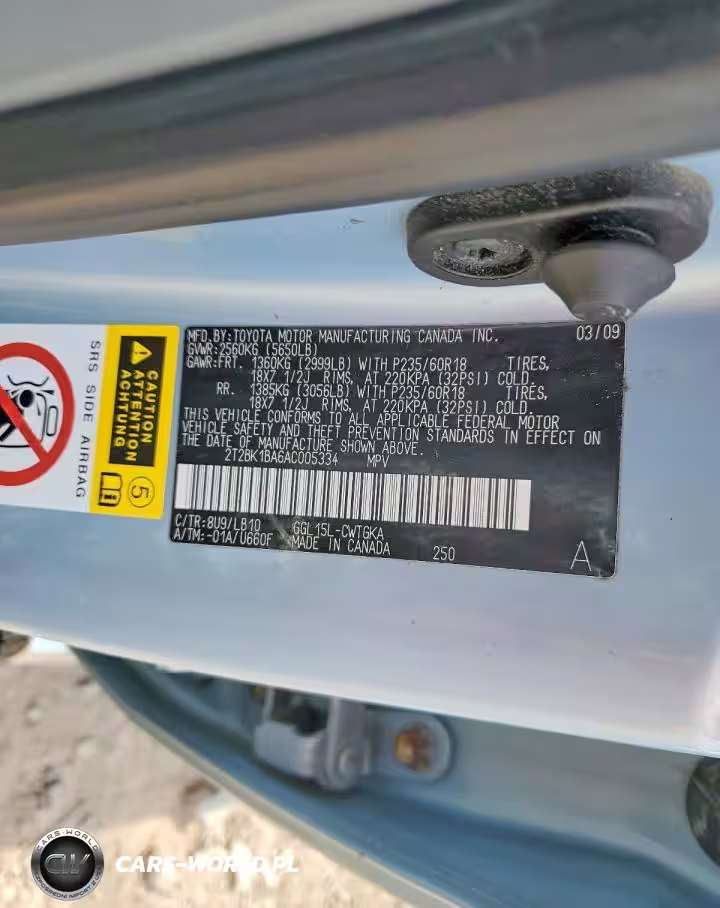 MFD.BY:TOYOTA MOTOR MANUFACTURING CANADA INC. 03/09
GVWR:2560KG (5650LB)
GAWR:FRT. 1360KG (2999LB) WITH P235/60R18 TIRES,
18X7 1/2J RIMS, AT 220KPA (32PSI) COLD.
RR. 1385KG (3056LB) WITH P235/60R18 TIRES,
18X7 1/2J RIMS, AT 220KPA (32PSI) COLD.
THIS VEHICLE CONFORMS TO ALL APPLICABLE FEDERAL MOTOR
VEHICLE SAFETY AND THEFT PREVENTION STANDARDS IN EFFECT ON
THE DATE OF MANUFACTURE SHOWN ABOVE.
2T2BK1BA6AC005334 MPV
C/TR:8U9/LB10 GGL15L-CWTGKA
A/TM:-01A/U660F MADE IN CANADA 250 A
CAUTION
ATTENTION
ACHTUNG
5
SRS SIDE AIRBAG
CARS-WORLD
CW
CARS-WORLD.PL